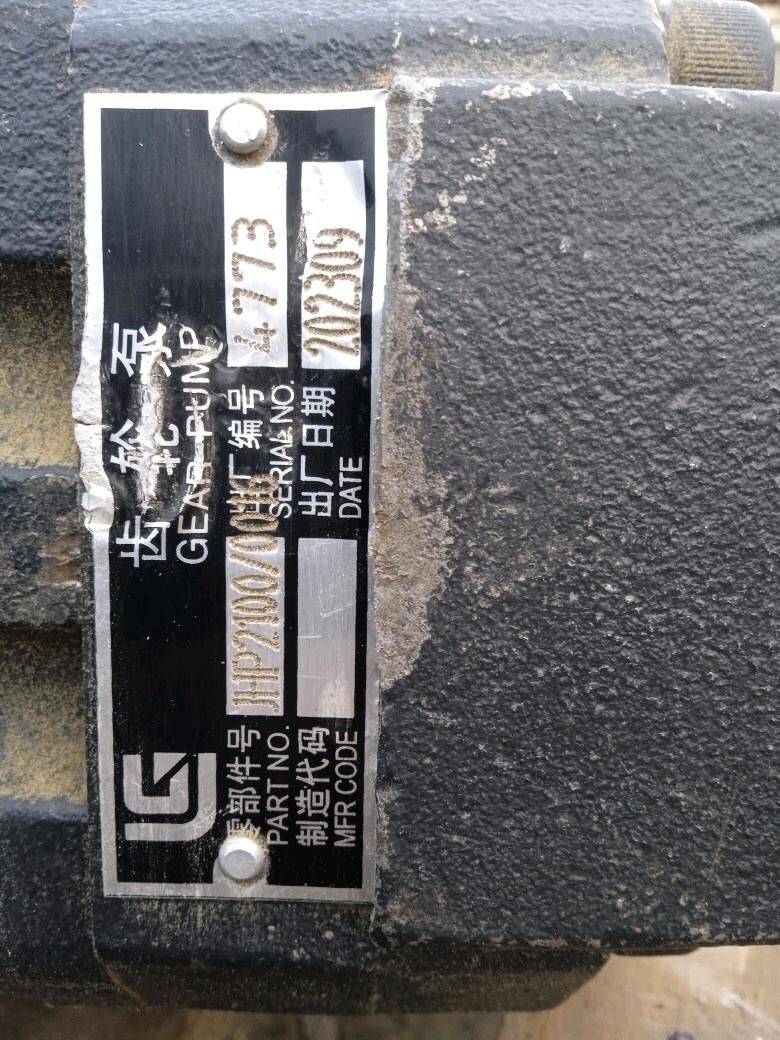 LG
齿轮泵
GEAR PUMP
零部件号 JHP2100/0 出厂编号 773
PART NO. SERIAL NO.
制造代码 出厂日期 202309
MFR CODE DATE